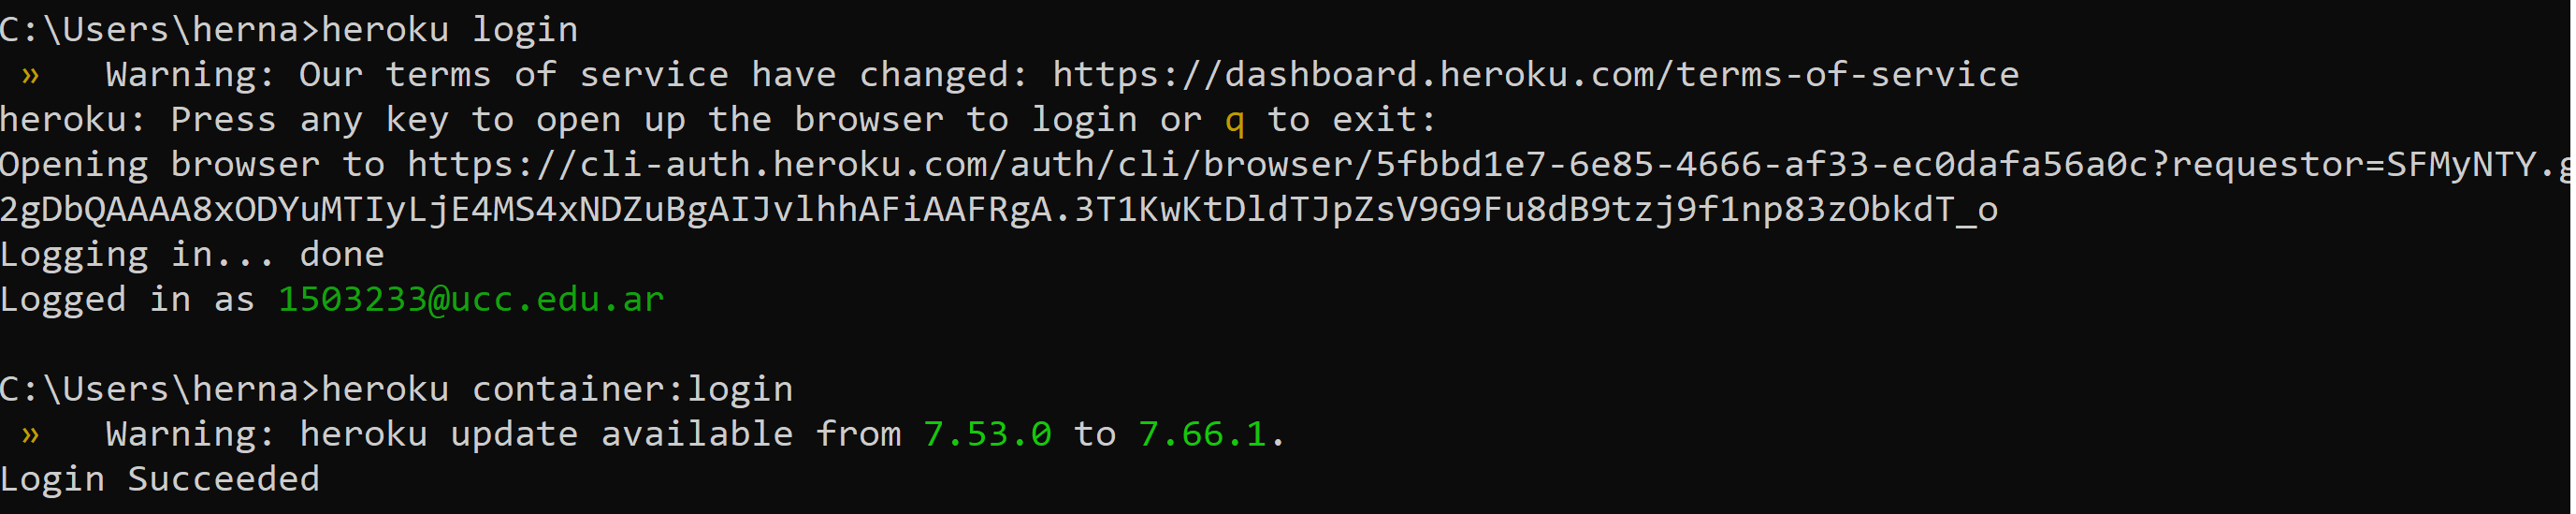 C:\Users\herna>heroku login
 »   Warning: Our terms of service have changed: https://dashboard.heroku.com/terms-of-service
heroku: Press any key to open up the browser to login or q to exit:
Opening browser to https://cli-auth.heroku.com/auth/cli/browser/5fbbd1e7-6e85-4666-af33-ec0dafa56a0c?requestor=SFMyNTY.g
2gDbQAAAA8xODYuMTIyLjE4MS4xNDZuBgAIJvlhhAFiAAFRgA.3T1KwKtDldTJpZsV9G9Fu8dB9tzj9f1np83zObkdT_o
Logging in... done
Logged in as 1503233@ucc.edu.ar
C:\Users\herna>heroku container:login
 »   Warning: heroku update available from 7.53.0 to 7.66.1.
Login Succeeded